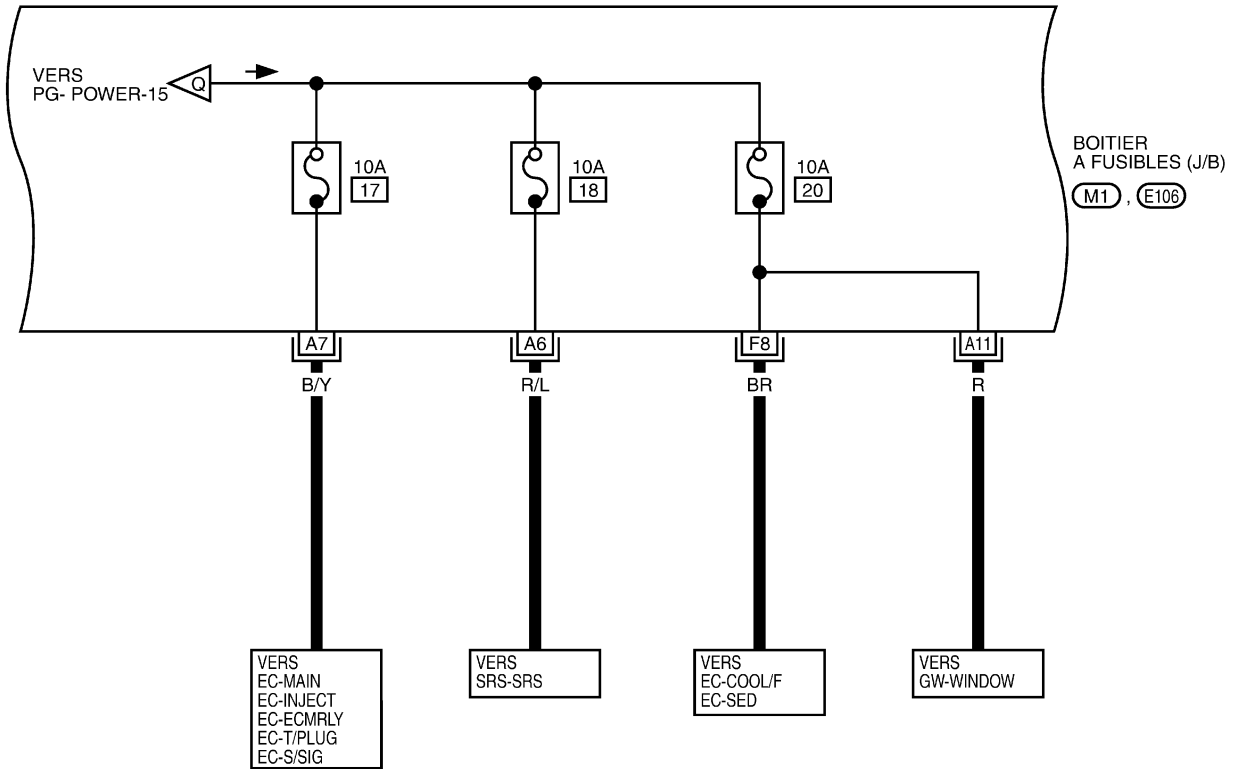 VERS
PG- POWER-15
Q
BOITIER
A FUSIBLES (J/B)
M1 , E106
10A
17
10A
18
10A
20
A7
A6
F8
A11
B/Y
R/L
BR
R
VERS
EC-MAIN
EC-INJECT
EC-ECMRLY
EC-T/PLUG
EC-S/SIG
VERS
SRS-SRS
VERS
EC-COOL/F
EC-SED
VERS
GW-WINDOW